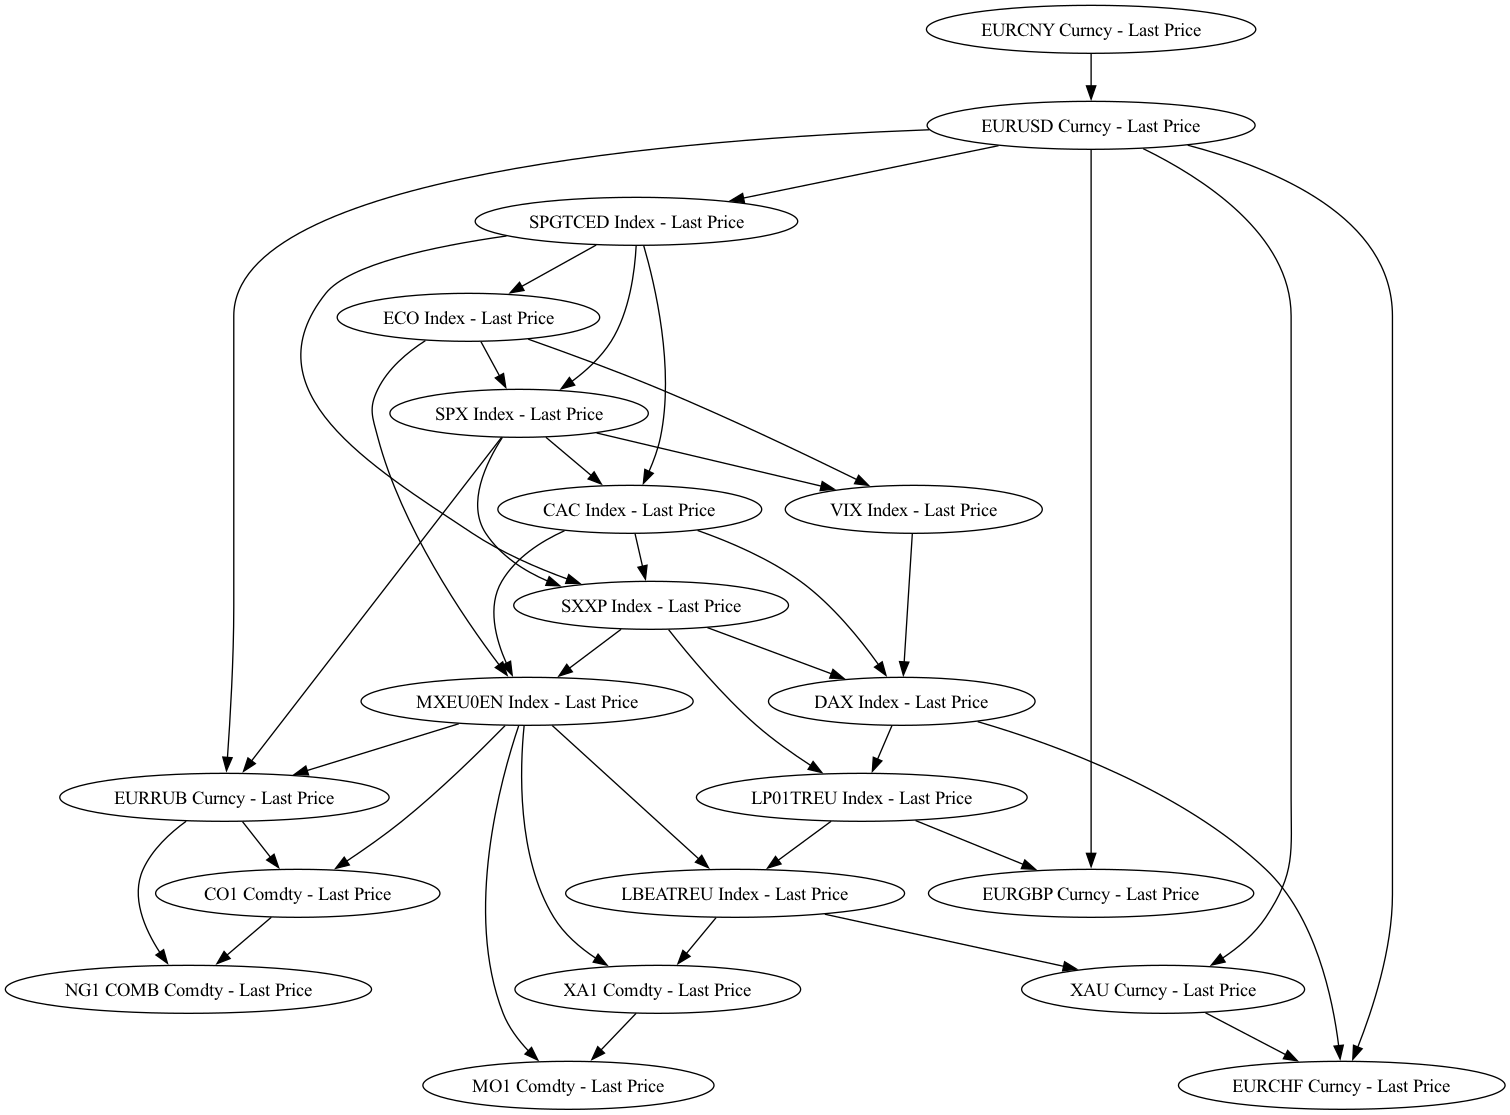 EURCNY Curncy - Last Price
EURUSD Curncy - Last Price
SPGTCED Index - Last Price
ECO Index - Last Price
SPX Index - Last Price
CAC Index - Last Price
VIX Index - Last Price
SXXP Index - Last Price
MXEU0EN Index - Last Price
DAX Index - Last Price
EURRUB Curncy - Last Price
LP01TREU Index - Last Price
CO1 Comdty - Last Price
LBEATREU Index - Last Price
EURGBP Curncy - Last Price
NG1 COMB Comdty - Last Price
XA1 Comdty - Last Price
XAU Curncy - Last Price
MO1 Comdty - Last Price
EURCHF Curncy - Last Price